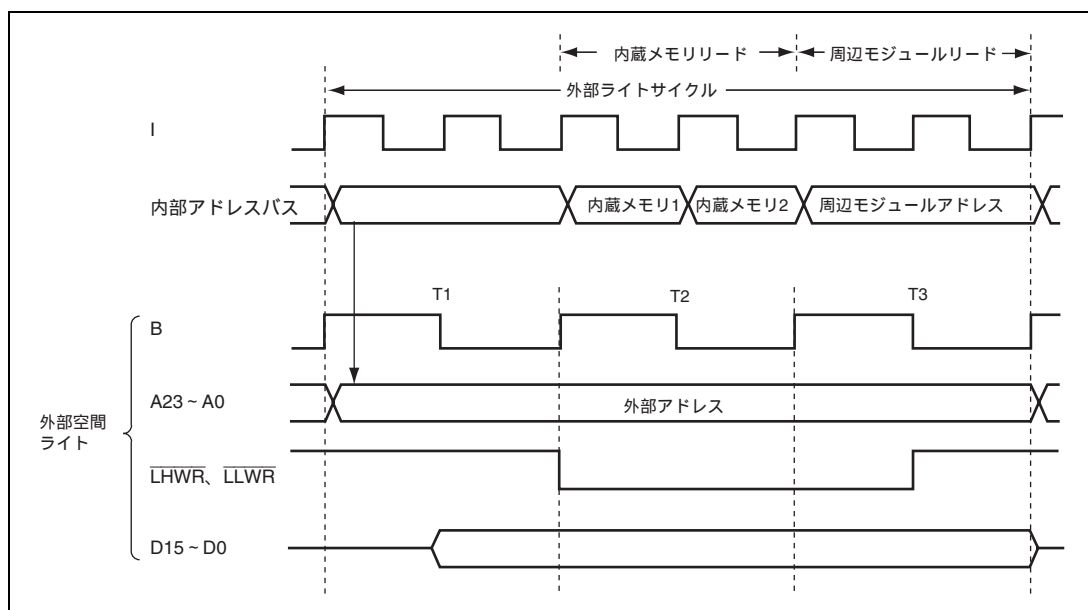 内蔵メモリリード 周辺モジュールリード
外部ライトサイクル
I
内部アドレスバス 内蔵メモリ1 内蔵メモリ2 周辺モジュールアドレス
T1 T2 T3
B
A23~A0 外部アドレス
外部空間
ライト
LHWR、LLWR
D15~D0